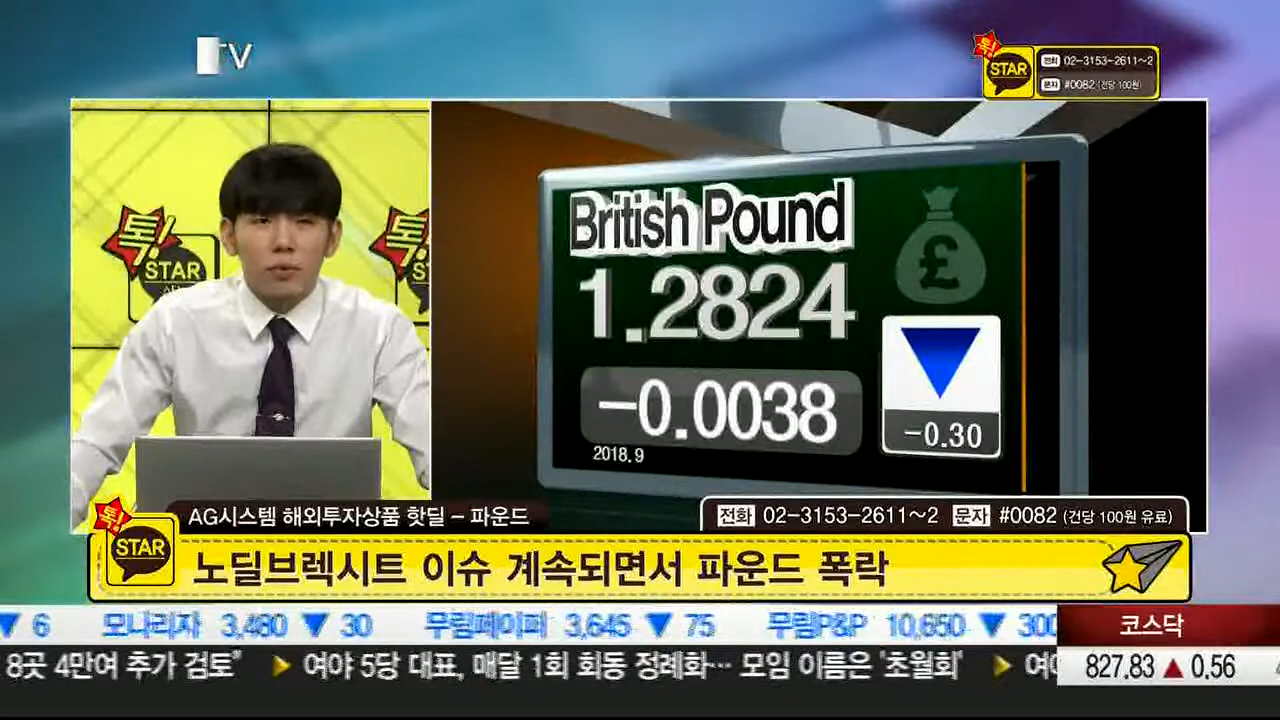 TV
톡!
STAR
전화 02-3153-2611~2
문자 #0082 (건당 100원)
톡!
STAR
톡!
British Pound
1.2824
-0.0038
-0.30
2018.9
£
AG시스템 해외투자상품 핫딜 - 파운드
전화 02-3153-2611~2 문자 #0082 (건당 100원 유료)
톡!
STAR
노딜브렉시트 이슈 계속되면서 파운드 폭락
▼ 6 모나리자 3,480 ▼ 30 무림페이퍼 3,645 ▼ 75 무림P&P 10,650 ▼ 300
코스닥
8곳 4만여 추가 검토" ▶ 여야 5당 대표, 매달 1회 회동 정례화… 모임 이름은 '초월회' ▶
827.83 ▲ 0.56